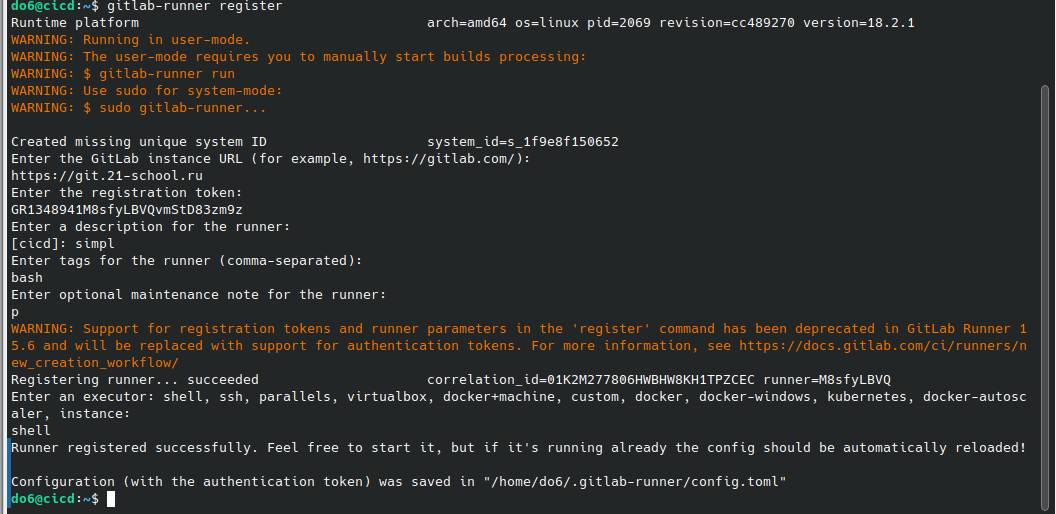 do6@cicd:~$ gitlab-runner register
Runtime platform                                    arch=amd64 os=linux pid=2069 revision=cc489270 version=18.2.1
WARNING: Running in user-mode.
WARNING: The user-mode requires you to manually start builds processing:
WARNING: $ gitlab-runner run
WARNING: Use sudo for system-mode:
WARNING: $ sudo gitlab-runner...

Created missing unique system ID                    system_id=s_1f9e8f150652
Enter the GitLab instance URL (for example, https://gitlab.com/):
https://git.21-school.ru
Enter the registration token:
GR1348941M8sfyLBVQvmStD83zm9z
Enter a description for the runner:
[cicd]: simpl
Enter tags for the runner (comma-separated):
bash
Enter optional maintenance note for the runner:
p
WARNING: Support for registration tokens and runner parameters in the 'register' command has been deprecated in GitLab Runner 1
5.6 and will be replaced with support for authentication tokens. For more information, see https://docs.gitlab.com/ci/runners/n
ew_creation_workflow/
Registering runner... succeeded                     correlation_id=01K2M277806HWBHW8KH1TPZCEC runner=M8sfyLBVQ
Enter an executor: shell, ssh, parallels, virtualbox, docker+machine, custom, docker, docker-windows, kubernetes, docker-autosc
aler, instance:
shell
Runner registered successfully. Feel free to start it, but if it's running already the config should be automatically reloaded!

Configuration (with the authentication token) was saved in "/home/do6/.gitlab-runner/config.toml"
do6@cicd:~$